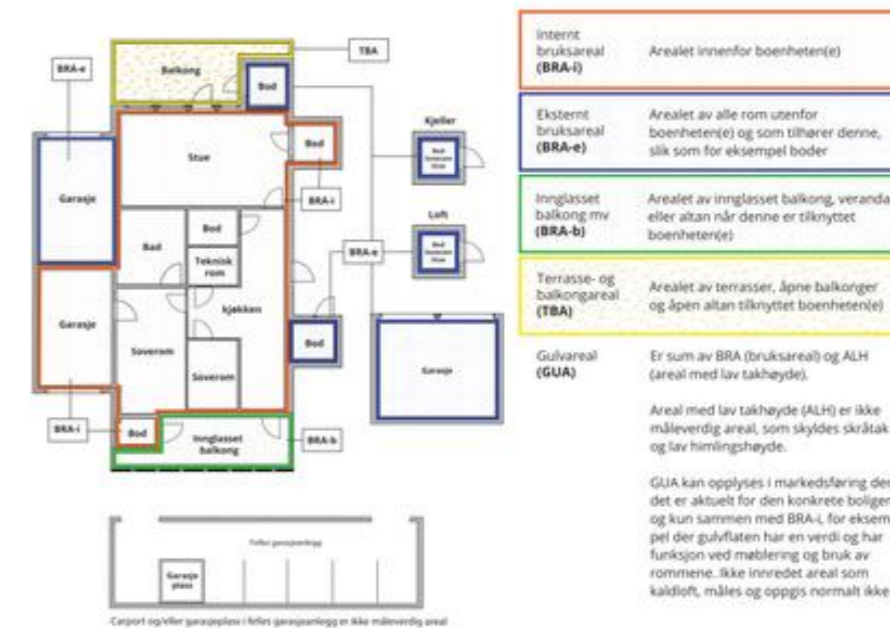 BRA-e
TBA
Balkong
Bod
Kjeller
Bod
Stue
Bod
Garasje
BRA-i
Loft
Bod
Bad
Teknisk
rom
BRA-e
Bod
kjøkken
Garasje
Soverom
Bod
Soverom
Garasje
BRA-i
Bod
Innglasset
balkong
BRA-b
Felles garasjeanlegg
Garasje
plass
Carport og/eller garasjeplass i felles garasjeanlegg er ikke måleverdig areal
Internt
bruksareal
(BRA-i)
Arealet innenfor boenheten(e)
Eksternt
bruksareal
(BRA-e)
Arealet av alle rom utenfor
boenheten(e) og som tilhører denne,
slik som for eksempel boder
Innglasset
balkong mv
(BRA-b)
Arealet av innglasset balkong, veranda
eller altan når denne er tilknyttet
boenheten(e)
Terrasse- og
balkongareal
(TBA)
Arealet av terrasser, åpne balkonger
og åpen altan tilknyttet boenheten(e)
Gulvareal
(GUA)
Er sum av BRA (bruksareal) og ALH
(areal med lav takhøyde).
Areal med lav takhøyde (ALH) er ikke
måleverdig areal, som skyldes skråtak
og lav himlingshøyde.
GUA kan opplyses i markedsføring der
det er aktuelt for den konkrete boligen
og kun sammen med BRA-i, for eksem
pel der gulvflaten har en verdi og har
funksjon ved møblering og bruk av
rommene. Ikke innredet areal som
kaldloft, måles og oppgis normalt ikke